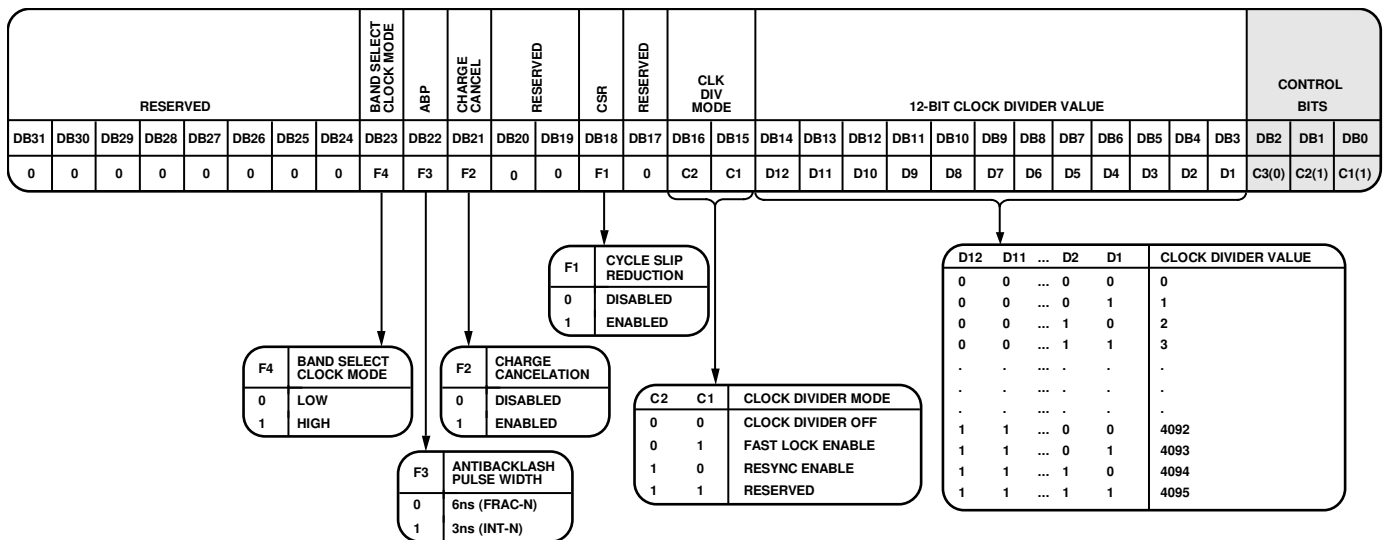 RESERVED
BAND SELECT
CLOCK MODE
ABP
CHARGE
CANCEL
RESERVED
CSR
RESERVED
CLK
DIV
MODE
12-BIT CLOCK DIVIDER VALUE
CONTROL
BITS
DB31 DB30 DB29 DB28 DB27 DB26 DB25 DB24 DB23 DB22 DB21 DB20 DB19 DB18 DB17 DB16 DB15 DB14 DB13 DB12 DB11 DB10 DB9 DB8 DB7 DB6 DB5 DB4 DB3 DB2 DB1 DB0
0 0 0 0 0 0 0 0 F4 F3 F2 0 0 F1 0 C2 C1 D12 D11 D10 D9 D8 D7 D6 D5 D4 D3 D2 D1 C3(0) C2(1) C1(1)
F1 CYCLE SLIP
REDUCTION
0 DISABLED
1 ENABLED
D12 D11 ... D2 D1 CLOCK DIVIDER VALUE
0 0 ... 0 0 0
0 0 ... 0 1 1
0 0 ... 1 0 2
0 0 ... 1 1 3
. . ... . . .
. . ... . . .
. . ... . . .
1 1 ... 0 0 4092
1 1 ... 0 1 4093
1 1 ... 1 0 4094
1 1 ... 1 1 4095
F4 BAND SELECT
CLOCK MODE
0 LOW
1 HIGH
F2 CHARGE
CANCELATION
0 DISABLED
1 ENABLED
C2 C1 CLOCK DIVIDER MODE
0 0 CLOCK DIVIDER OFF
0 1 FAST LOCK ENABLE
1 0 RESYNC ENABLE
1 1 RESERVED
F3 ANTIBACKLASH
PULSE WIDTH
0 6ns (FRAC-N)
1 3ns (INT-N)